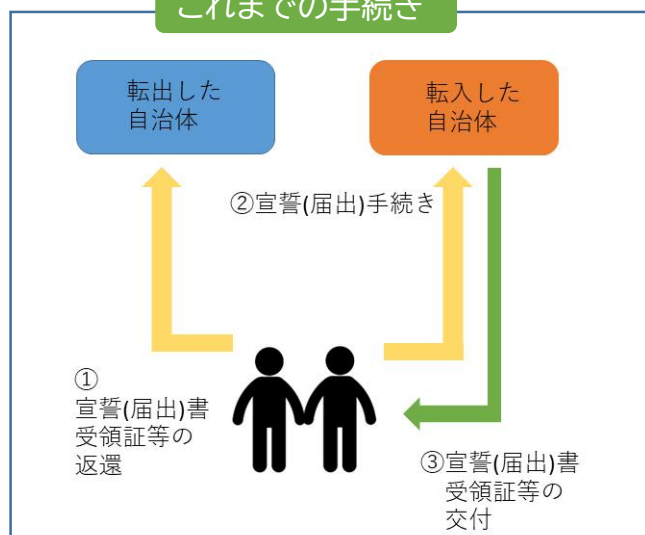 これまでの手続き
転出した
自治体
転入した
自治体
②宣誓(届出)手続き
①
宣誓(届出)書
受領証等の
返還
③宣誓(届出)書
受領証等の
交付